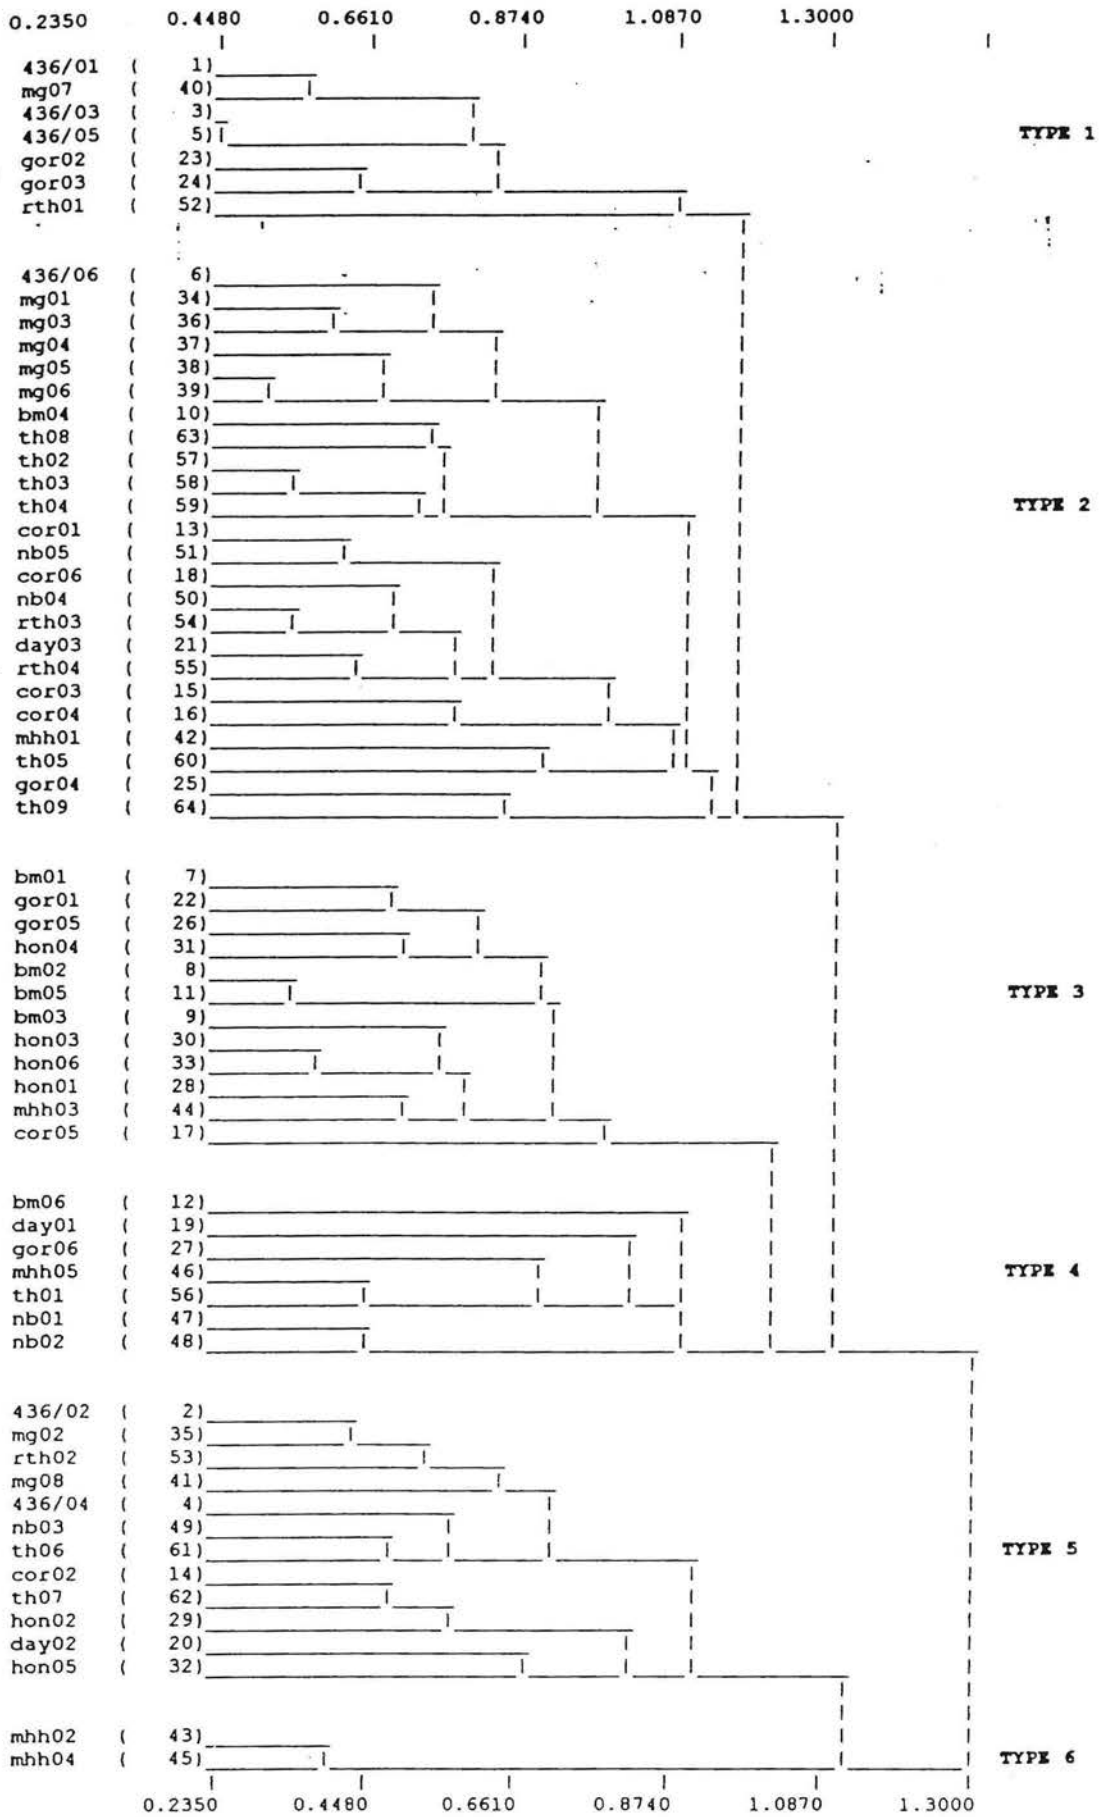 0.2350 0.4480 0.6610 0.8740 1.0870 1.3000
436/01 ( 1)
mg07 ( 40)
436/03 ( 3)
436/05 ( 5) TYPE 1
gor02 ( 23)
gor03 ( 24)
rth01 ( 52)
436/06 ( 6)
mg01 ( 34)
mg03 ( 36)
mg04 ( 37)
mg05 ( 38)
mg06 ( 39)
bm04 ( 10)
th08 ( 63)
th02 ( 57)
th03 ( 58)
th04 ( 59) TYPE 2
cor01 ( 13)
nb05 ( 51)
cor06 ( 18)
nb04 ( 50)
rth03 ( 54)
day03 ( 21)
rth04 ( 55)
cor03 ( 15)
cor04 ( 16)
mhh01 ( 42)
th05 ( 60)
gor04 ( 25)
th09 ( 64)
bm01 ( 7)
gor01 ( 22)
gor05 ( 26)
hon04 ( 31)
bm02 ( 8)
bm05 ( 11) TYPE 3
bm03 ( 9)
hon03 ( 30)
hon06 ( 33)
hon01 ( 28)
mhh03 ( 44)
cor05 ( 17)
bm06 ( 12)
day01 ( 19)
gor06 ( 27)
mhh05 ( 46) TYPE 4
th01 ( 56)
nb01 ( 47)
nb02 ( 48)
436/02 ( 2)
mg02 ( 35)
rth02 ( 53)
mg08 ( 41)
436/04 ( 4)
nb03 ( 49)
th06 ( 61) TYPE 5
cor02 ( 14)
th07 ( 62)
hon02 ( 29)
day02 ( 20)
hon05 ( 32)
mhh02 ( 43)
mhh04 ( 45) TYPE 6
0.2350 0.4480 0.6610 0.8740 1.0870 1.3000